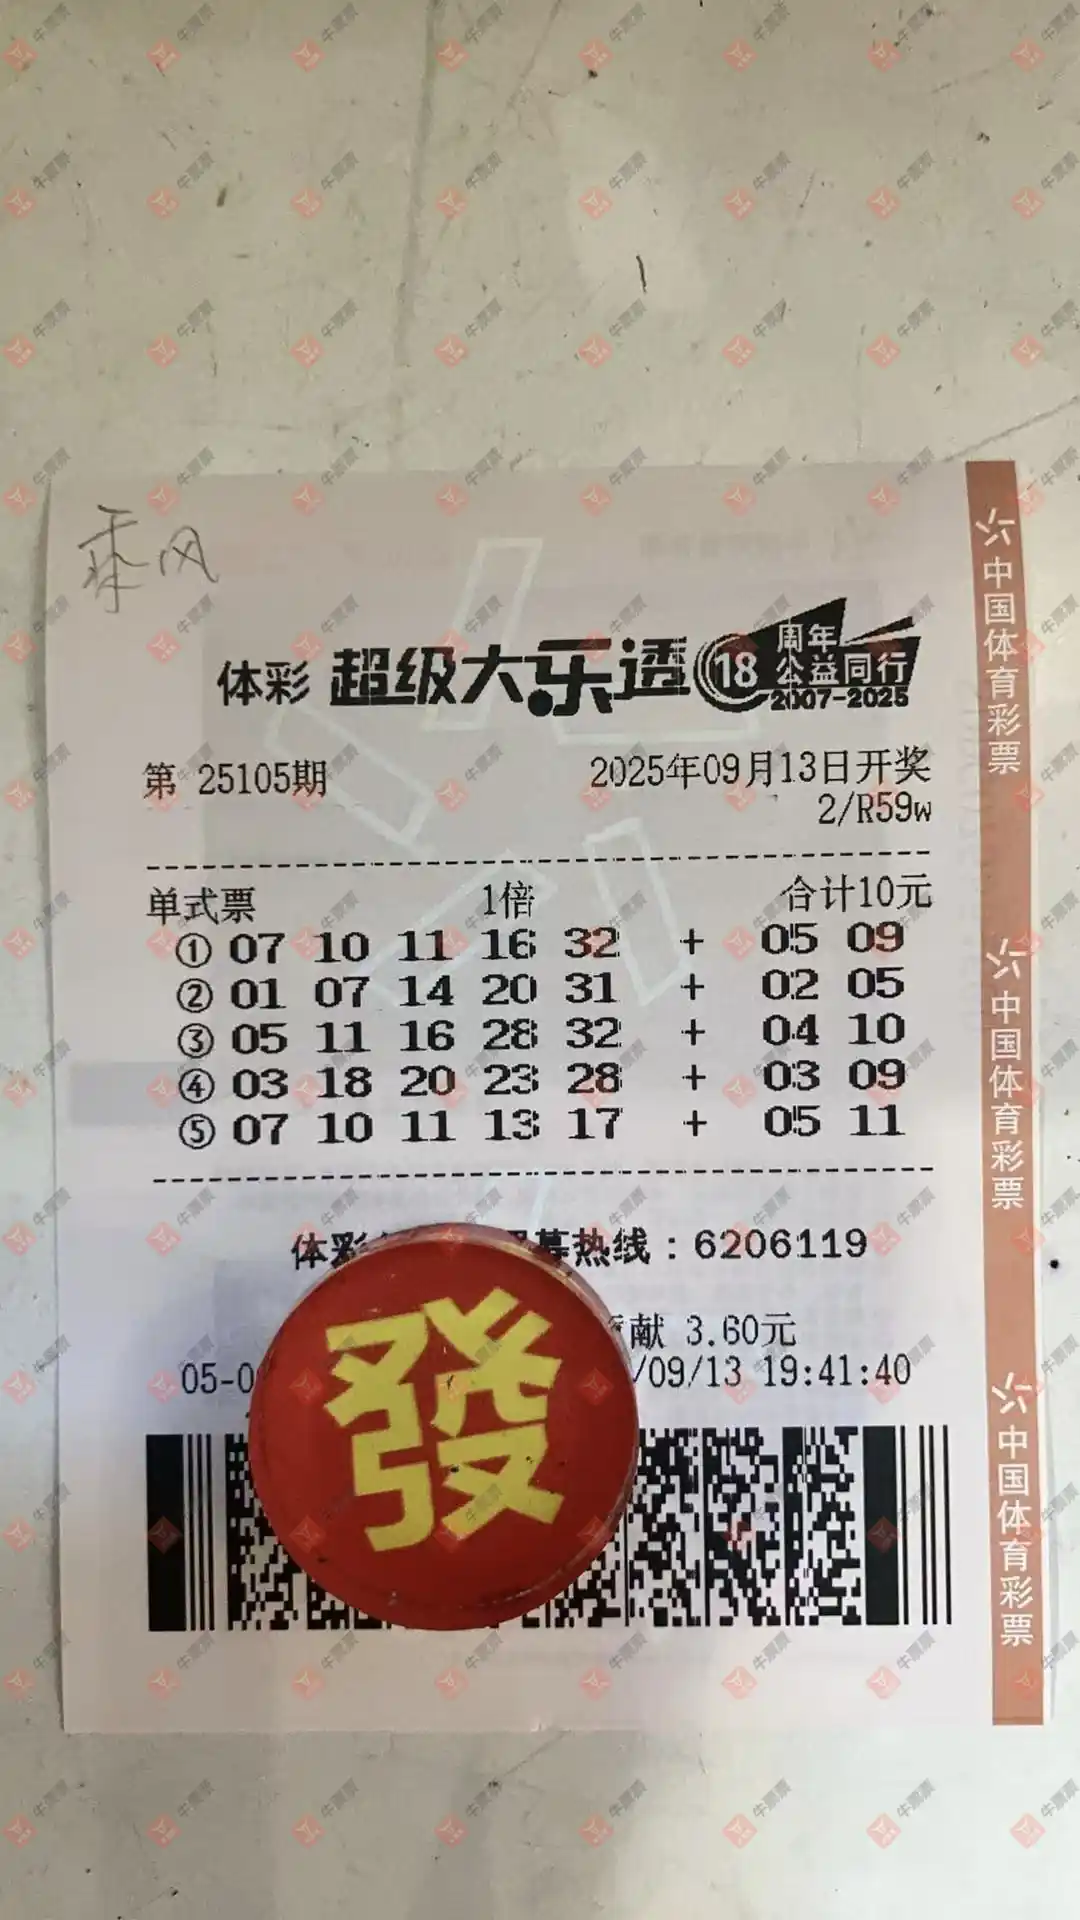 乘风
体彩 超级大乐透 18 周年 公益同行 2007-2025
第 25105期 2025年09月13日开奖
2/R59w
单式票 1倍 合计10元
① 07 10 11 16 32 + 05 09
② 01 07 14 20 31 + 02 05
③ 05 11 16 28 32 + 04 10
④ 03 18 20 23 28 + 03 09
⑤ 07 10 11 13 17 + 05 11
体彩 热线:6206119
献 3.60元
05-0 /09/13 19:41:40
發
中国体育彩票
中国体育彩票
中国体育彩票
牛票票